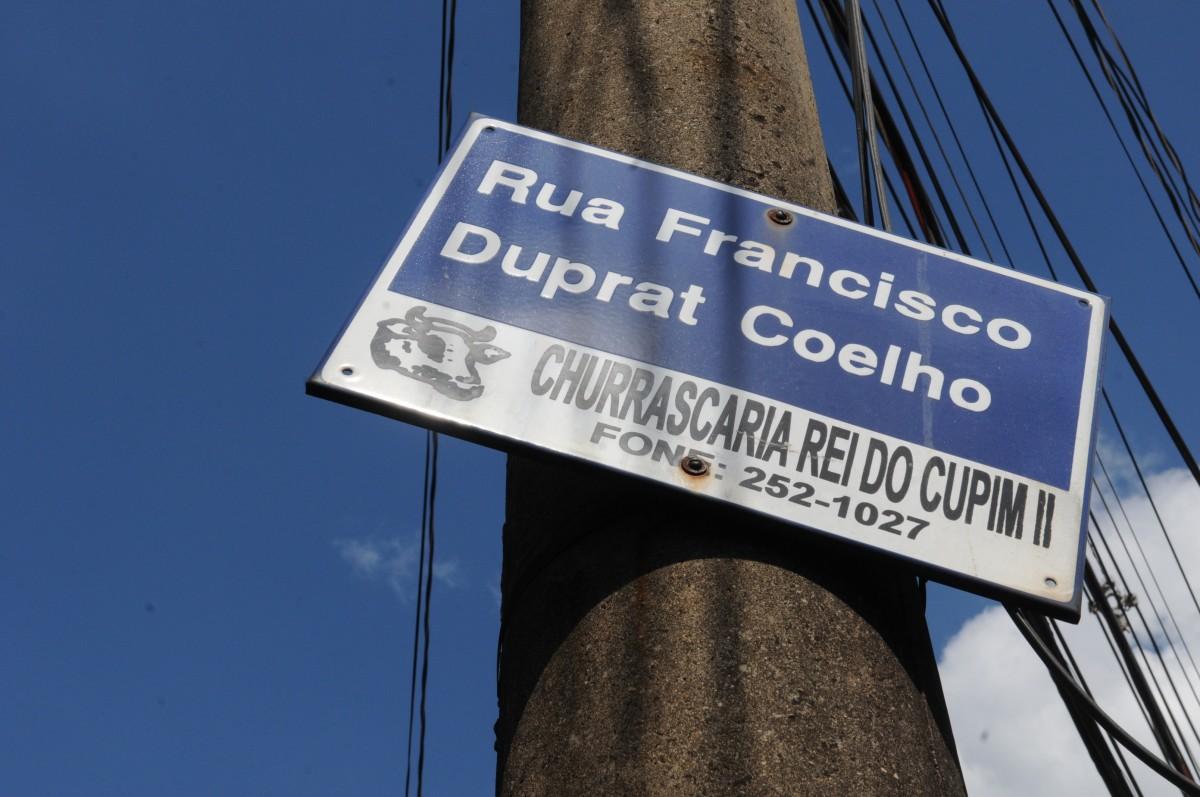 Rua Francisco
Duprat Coelho
CHURRASCARIA REI DO CUPIM II
FONE: 252-1027